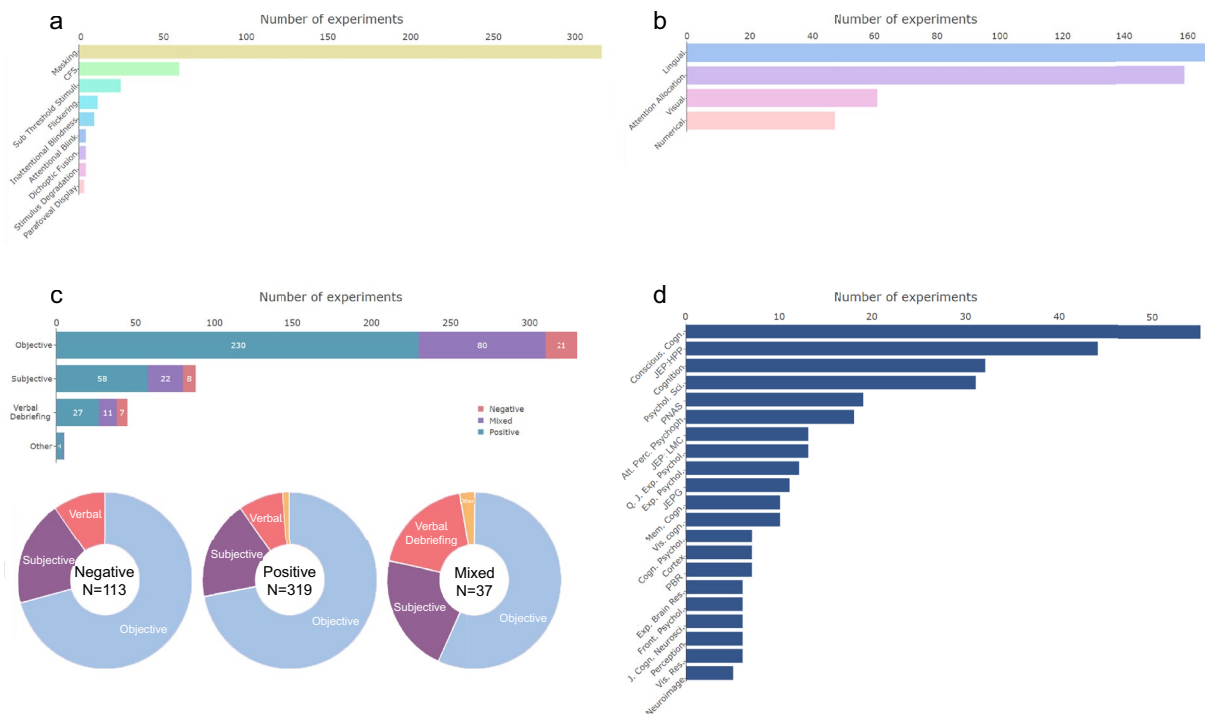 a
Number of experiments
0 50 100 150 200 250 300
Masking
CFS
Sub Threshold Stimuli
Flickering
Inattentional Blindness
Attentional Blink
Dichoptic Fusion
Stimulus Degradation
Parafoveal Display
b
Number of experiments
0 20 40 60 80 100 120 140 160
Lingual
Attention Allocation
Visual
Numerical
c
Number of experiments
0 50 100 150 200 250 300
Objective 230 80 21
Subjective 58 22 8
Verbal
Debriefing 27 11 7
Other 4
Negative
Mixed
Positive
Verbal
Subjective
Negative
N=113
Objective
Verbal
Subjective
Positive
N=319
Objective
Other
Verbal
Debriefing
Mixed
N=37
Subjective
Objective
d
Number of experiments
0 10 20 30 40 50
Conscious. Cogn.
JEP:HPP
Cognition
Psychol. Sci.
PNAS
Att. Perc. Psychoph.
JEP: LMC
Q. J. Exp. Psychol.
Exp. Psychol.
JEPG
Mem. Cogn.
Vis. cogn.
Cogn. Psychol.
Cortex
PBR
Exp. Brain Res.
Front. Psychol.
J. Cogn. Neurosci.
Perception
Vis. Res.
Neuroimage